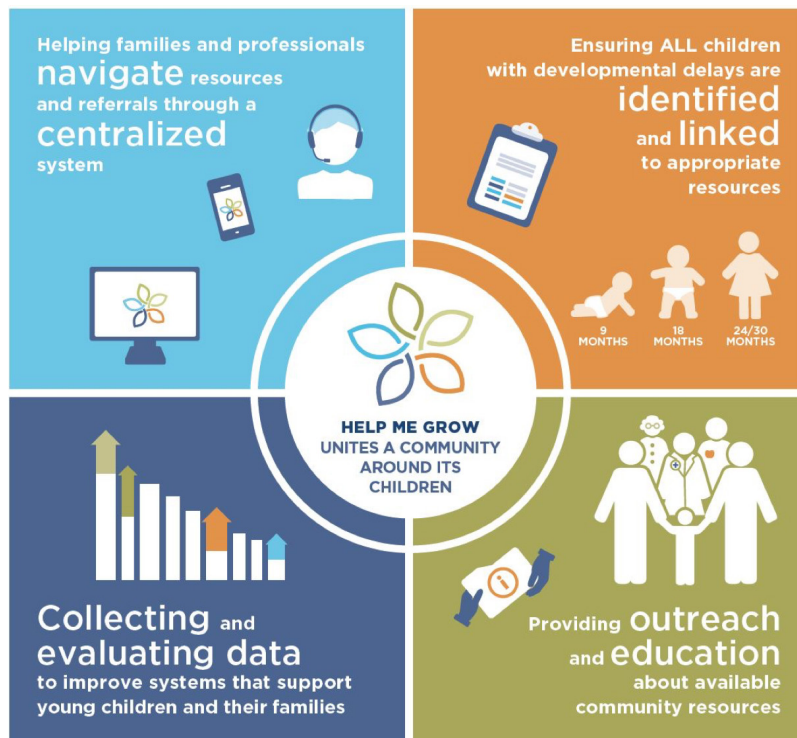 Helping families and professionals
navigate resources
and referrals through a
centralized
system
Ensuring ALL children
with developmental delays are
identified
and linked
to appropriate
resources
9
MONTHS
18
MONTHS
24/30
MONTHS
HELP ME GROW
UNITES A COMMUNITY
AROUND ITS
CHILDREN
Collecting and
evaluating data
to improve systems that support
young children and their families
i
Providing outreach
and education
about available
community resources